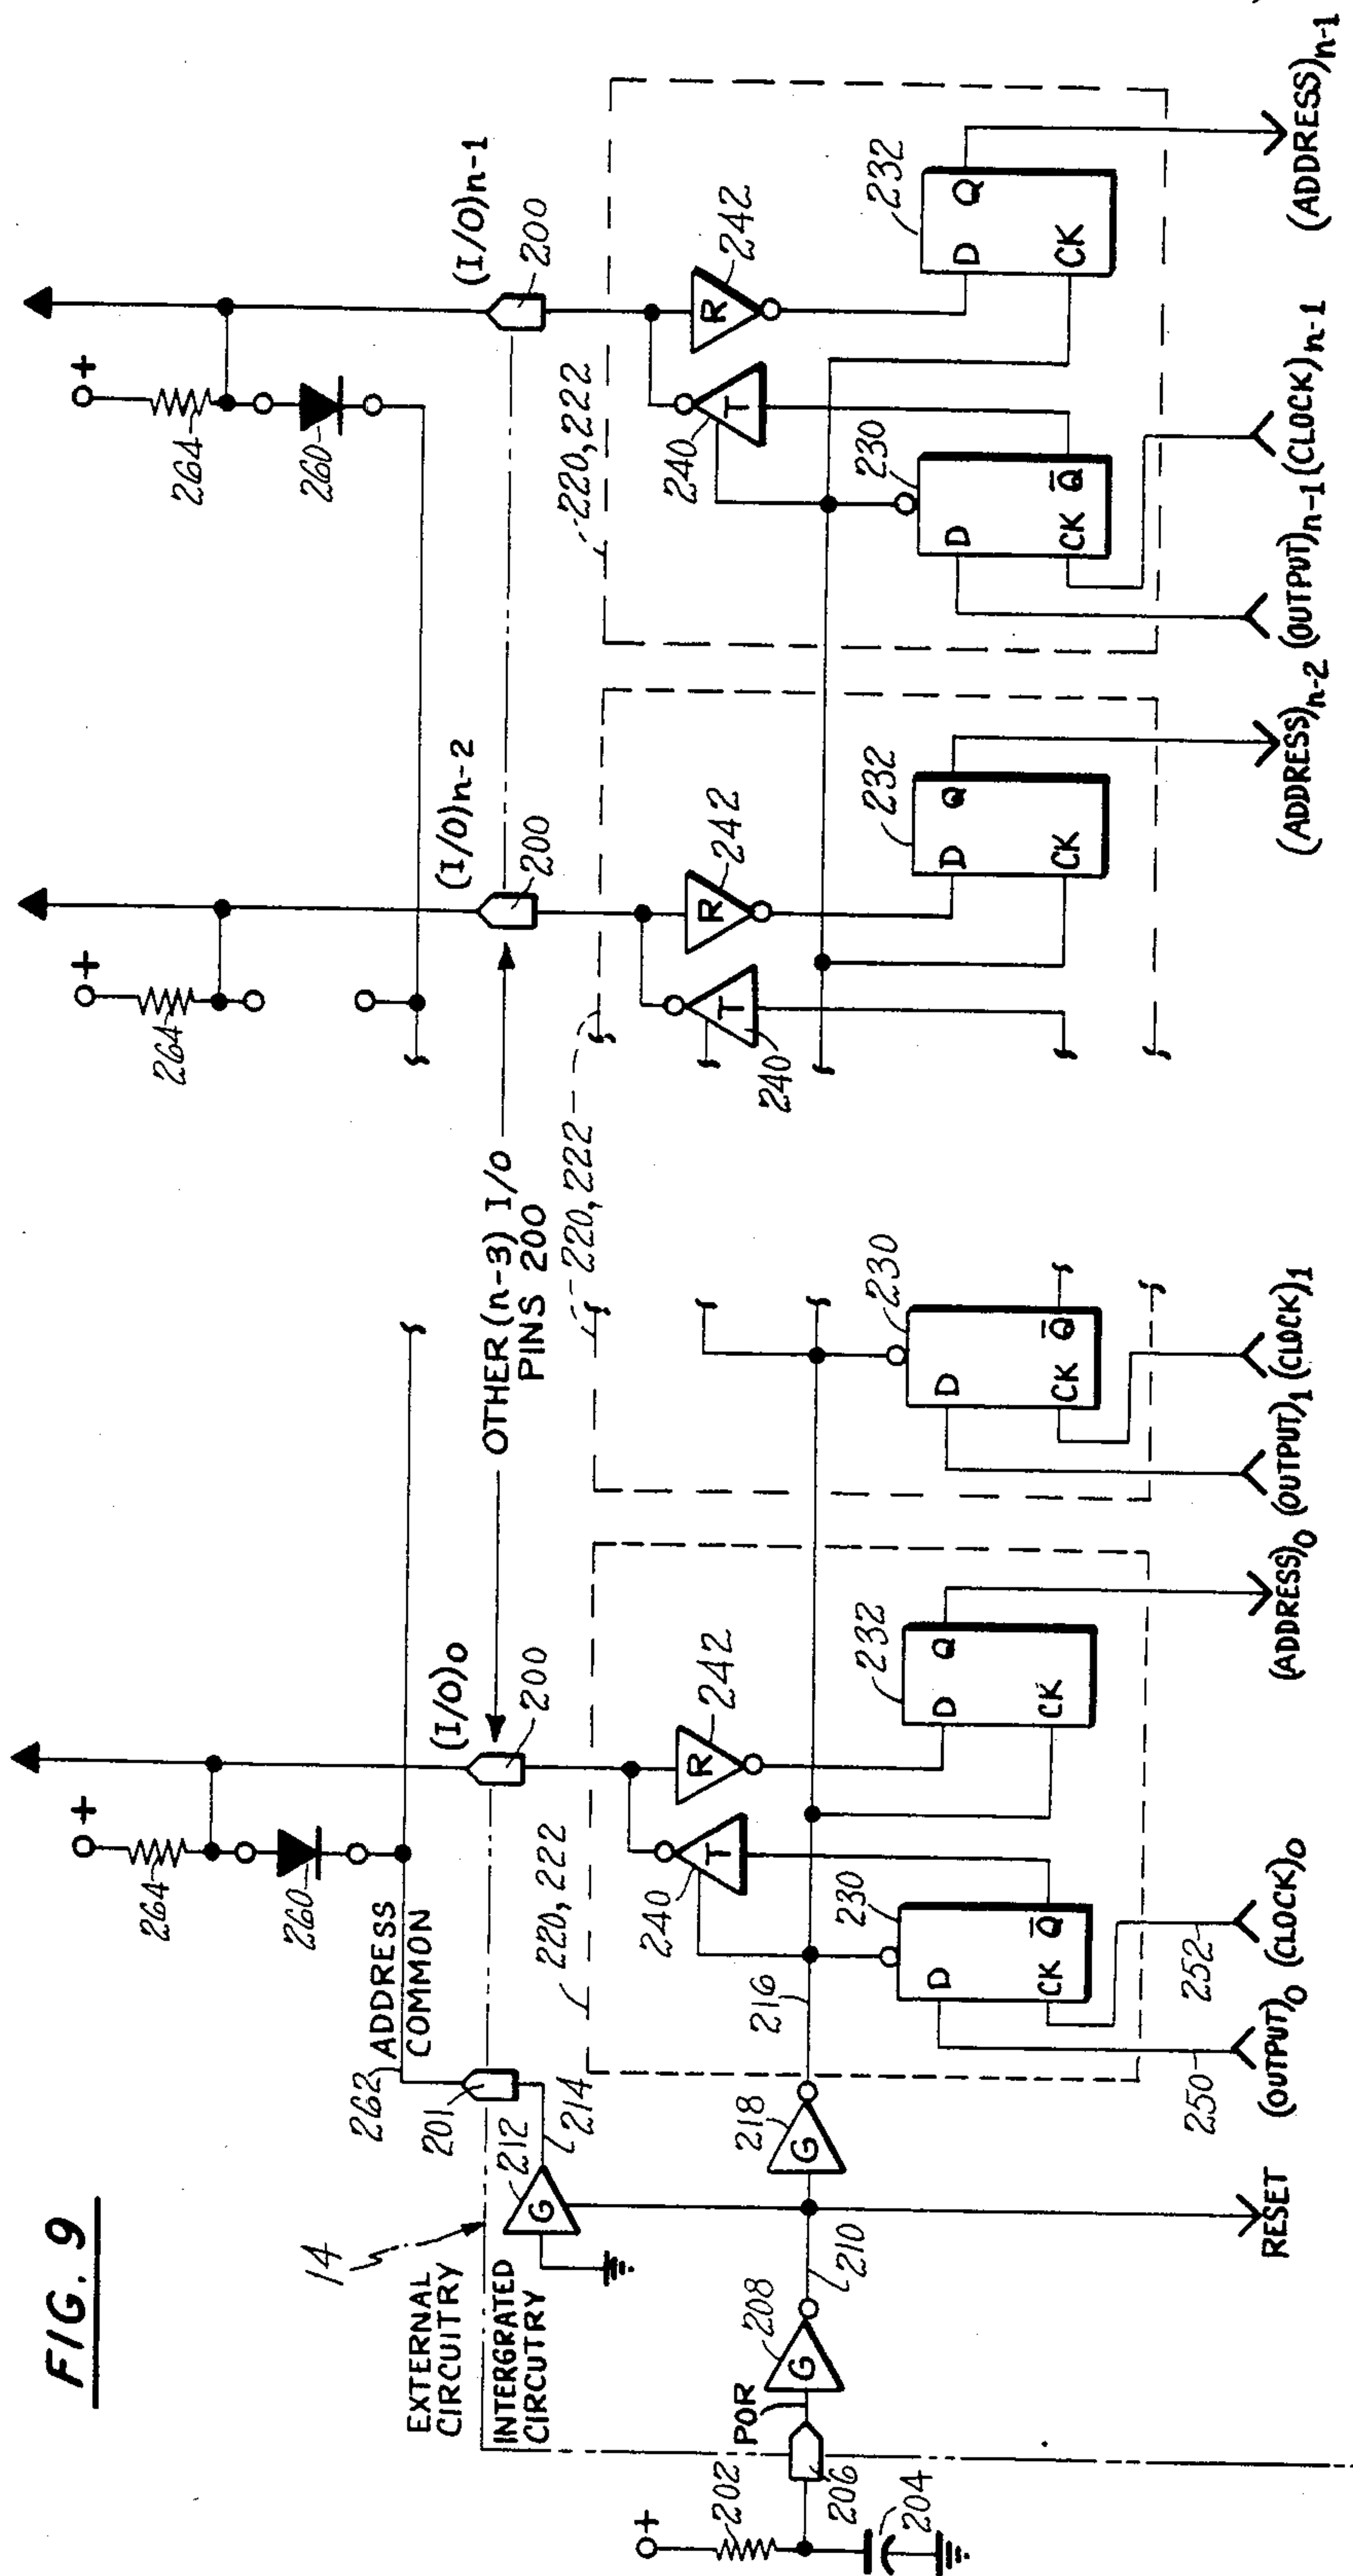 FIG. 9
14
EXTERNAL
CIRCUITRY
INTERGRATED
CIRCUTRY
262
ADDRESS
COMMON
201
212
G
214
+
202
204
206
POR
208
G
210
RESET
218
G
216
+
264
260
(I/O)0
200
220, 222
240
T
R
242
230
D
CK
Q̅
232
D
Q
CK
250
(OUTPUT)0
252
(CLOCK)0
(ADDRESS)0
OTHER (n-3) I/O
PINS 200
220, 222
230
D
CK
Q̅
(OUTPUT)1
(CLOCK)1
+
264
(I/O)n-2
200
240
T
R
242
232
D
Q
CK
(ADDRESS)n-2
+
264
260
(I/O)n-1
200
220, 222
240
T
R
242
230
D
CK
Q̅
232
D
Q
CK
(OUTPUT)n-1
(CLOCK)n-1
(ADDRESS)n-1